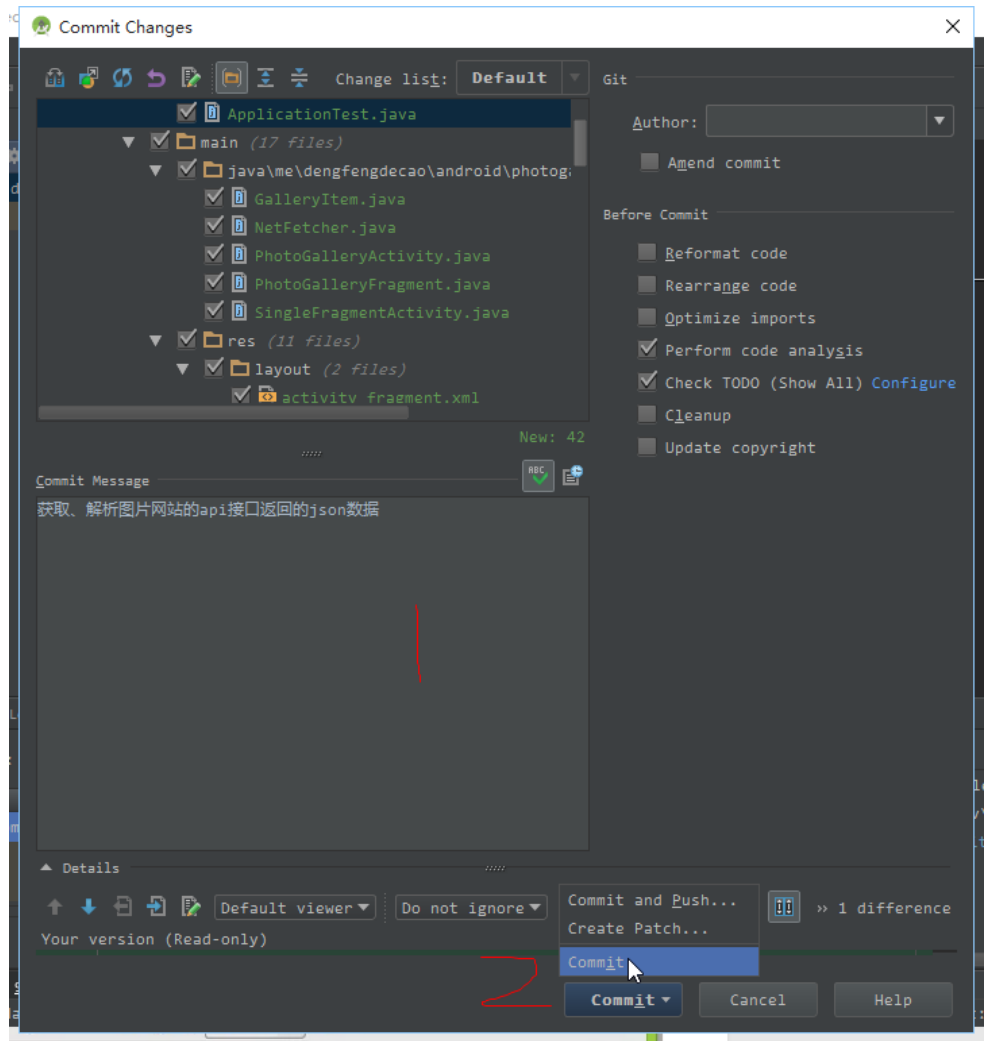 Commit Changes
Change list: Default
Git
ApplicationTest.java
main (17 files)
java\me\dengfengdecao\android\photog
GalleryItem.java
NetFetcher.java
PhotoGalleryActivity.java
PhotoGalleryFragment.java
SingleFragmentActivity.java
res (11 files)
layout (2 files)
activity_fragment.xml
New: 42
Author:
Amend commit
Before Commit
Reformat code
Rearrange code
Optimize imports
Perform code analysis
Check TODO (Show All) Configure
Cleanup
Update copyright
Commit Message
ABC
获取、解析图片网站的api接口返回的json数据
1
Details
Default viewer
Do not ignore
Commit and Push...
Create Patch...
Commit
» 1 difference
Your version (Read-only)
2
Commit
Cancel
Help